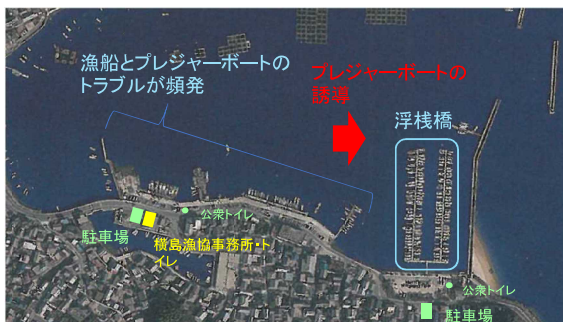 漁船とプレジャーボートの
トラブルが頻発
プレジャーボートの
誘導
浮桟橋
公衆トイレ
駐車場
横島漁協事務所・ト
イレ
公衆トイレ
駐車場